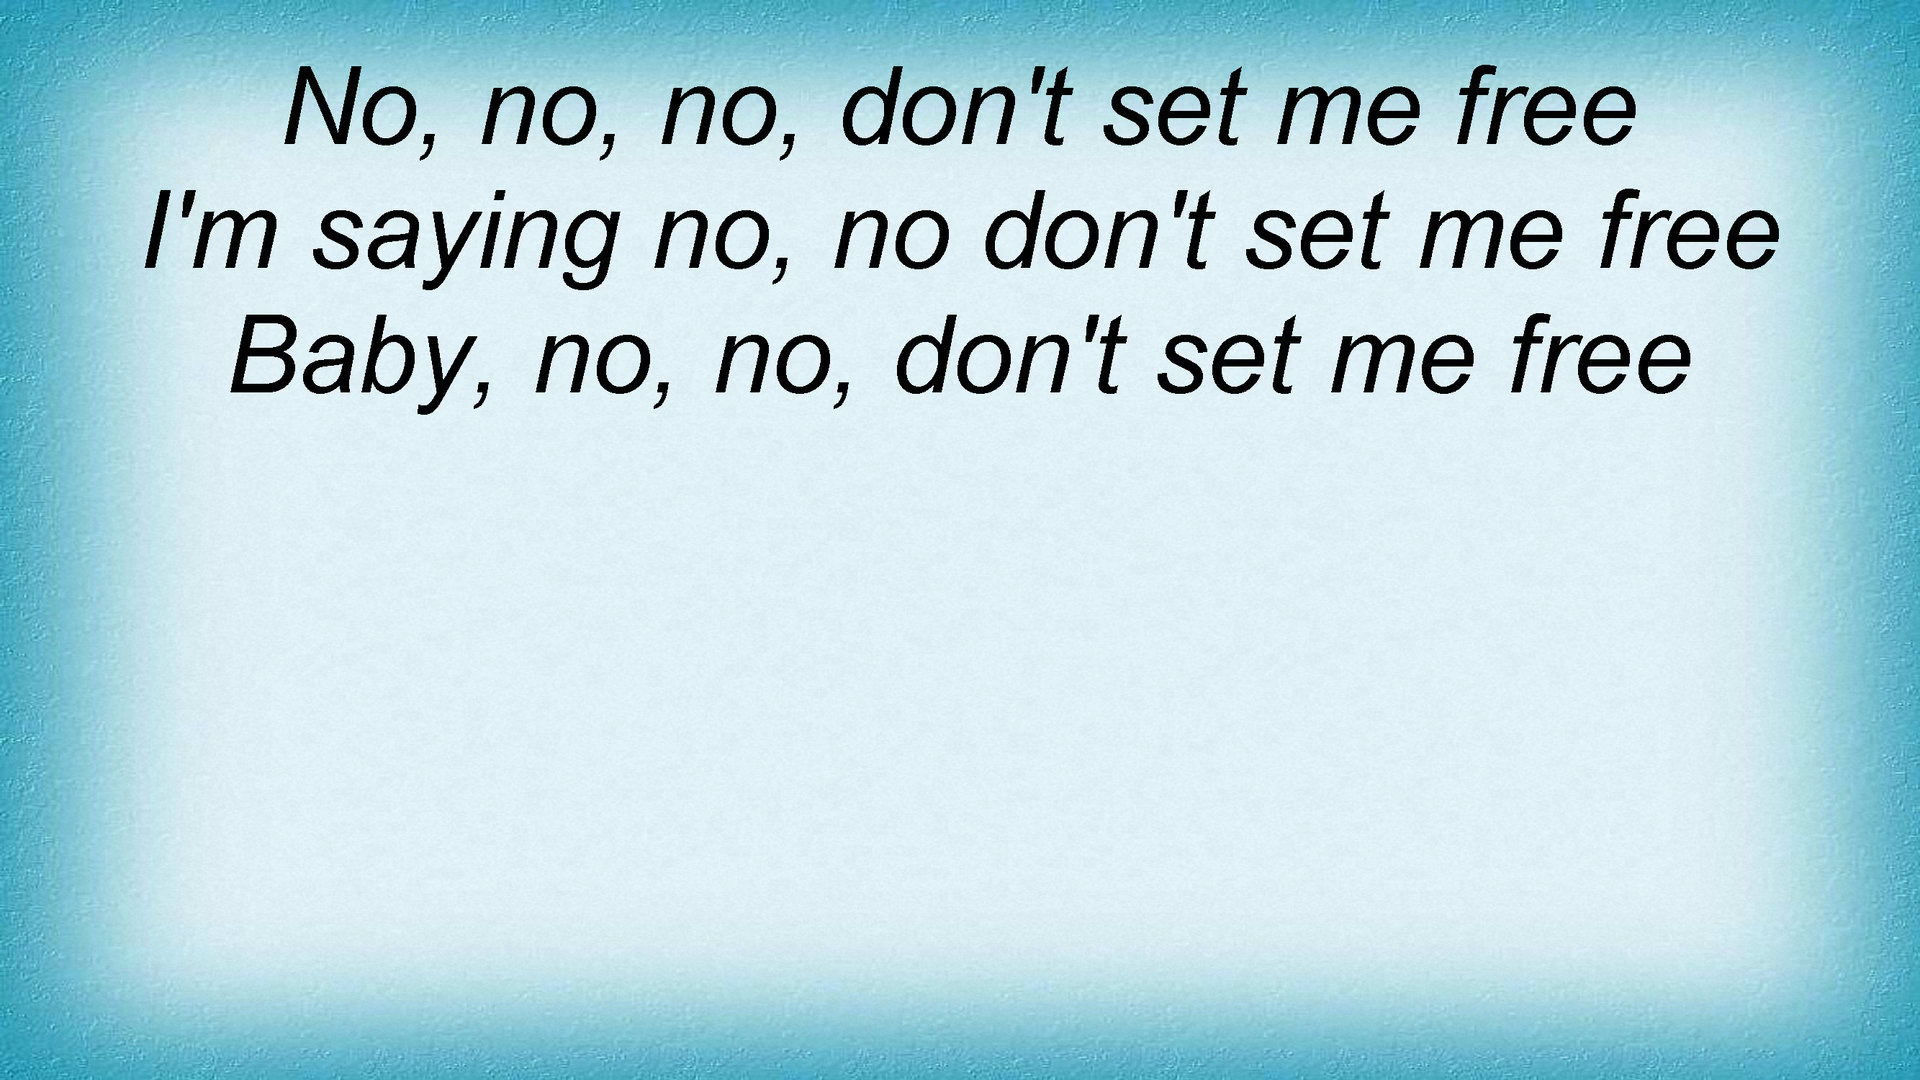 No, no, no, don't set me free
I'm saying no, no don't set me free
Baby, no, no, don't set me free